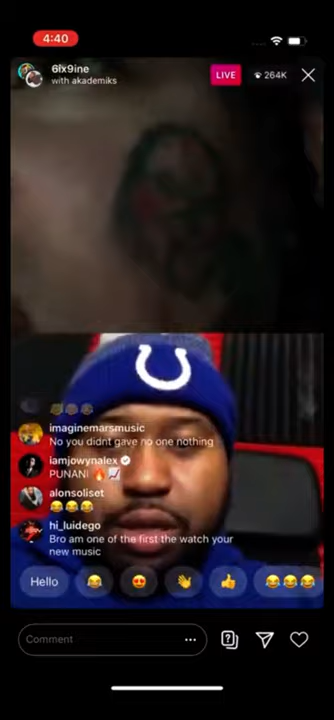 4:40
6ix9ine
with akademiks
LIVE
264K
imaginemarsmusic
No you didnt gave no one nothing
iamjowynalex
PUNANI 🔥 📈
alonsoliset
😂😂😂
hi_luidego
Bro am one of the first the watch your
new music
Hello 😂 😍 👋 👍 😂😂😂
Comment